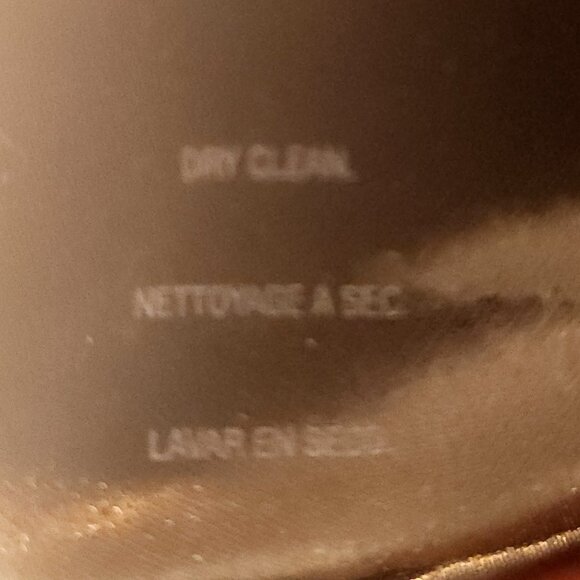 DRY CLEAN.
NETTOYAGE A SEC.
LAVAR EN SECO.